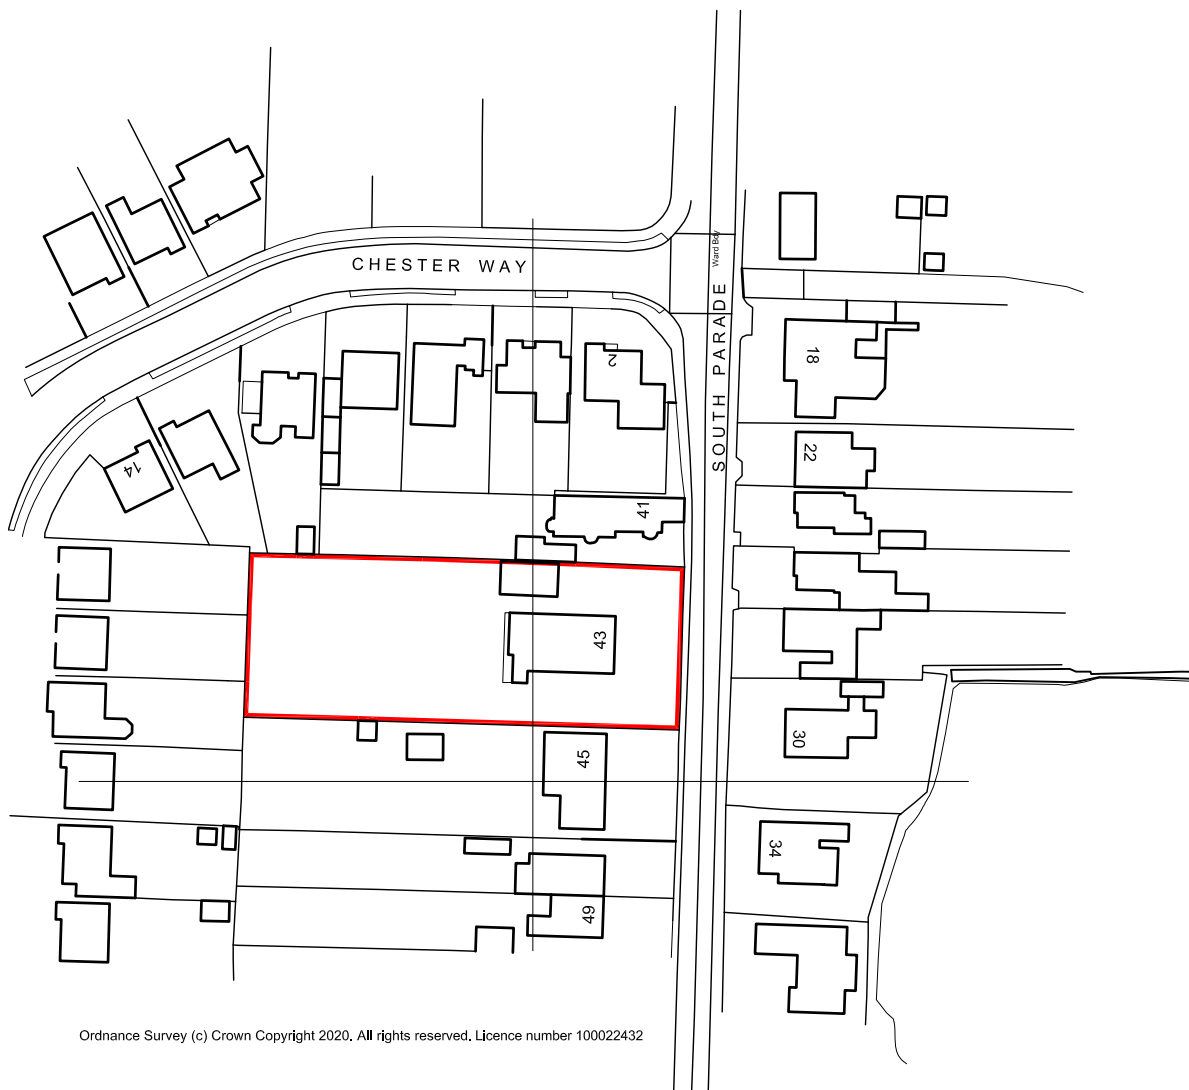 CHESTER WAY
SOUTH PARADE
Ward Bdy
2
18
22
14
41
43
45
30
34
49
Ordnance Survey (c) Crown Copyright 2020. All rights reserved. Licence number 100022432